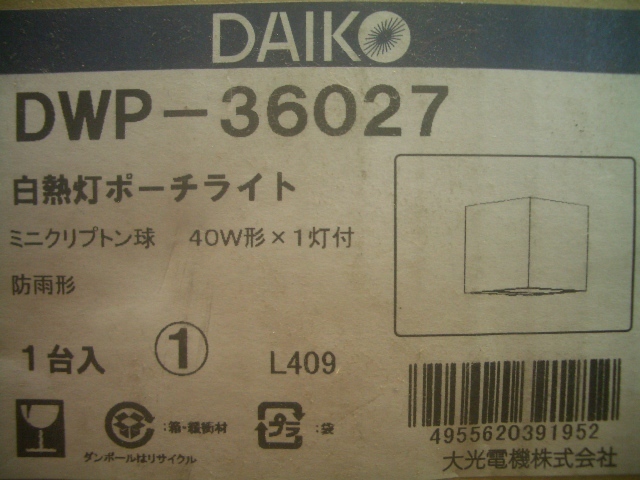 DAIKO
DWP-36027
白熱灯ポーチライト
ミニクリプトン球 40W形×1灯付
防雨形
1台入 ① L409
:箱・緩衝材 プラ :袋
ダンボールはリサイクル
4955620391952
大光電機株式会社